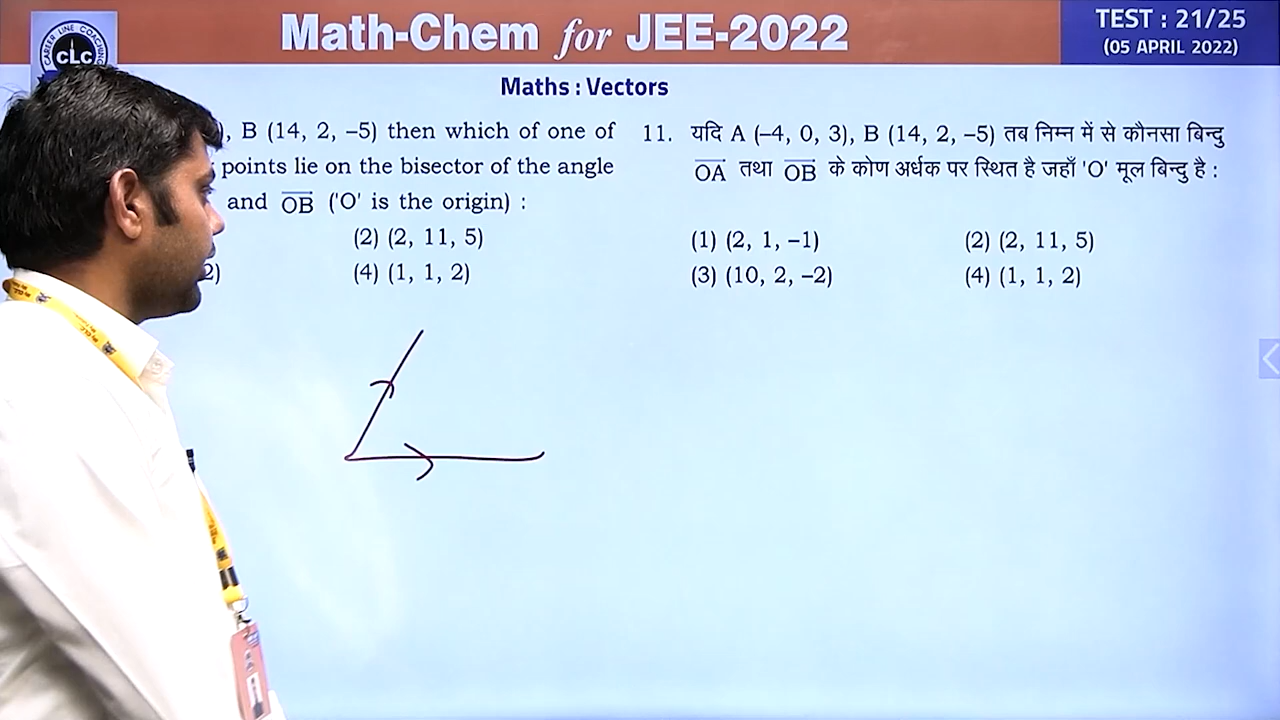 Math-Chem for JEE-2022
TEST : 21/25
(05 APRIL 2022)
CAREER LINE COACHING
CLC
Maths : Vectors
), B (14, 2, –5) then which of one of
points lie on the bisector of the angle
and OB ('O' is the origin) :
(2) (2, 11, 5)
2) (4) (1, 1, 2)
11. यदि A (–4, 0, 3), B (14, 2, –5) तब निम्न में से कौनसा बिन्दु
OA तथा OB के कोण अर्धक पर स्थित है जहाँ 'O' मूल बिन्दु है :
(1) (2, 1, –1) (2) (2, 11, 5)
(3) (10, 2, –2) (4) (1, 1, 2)